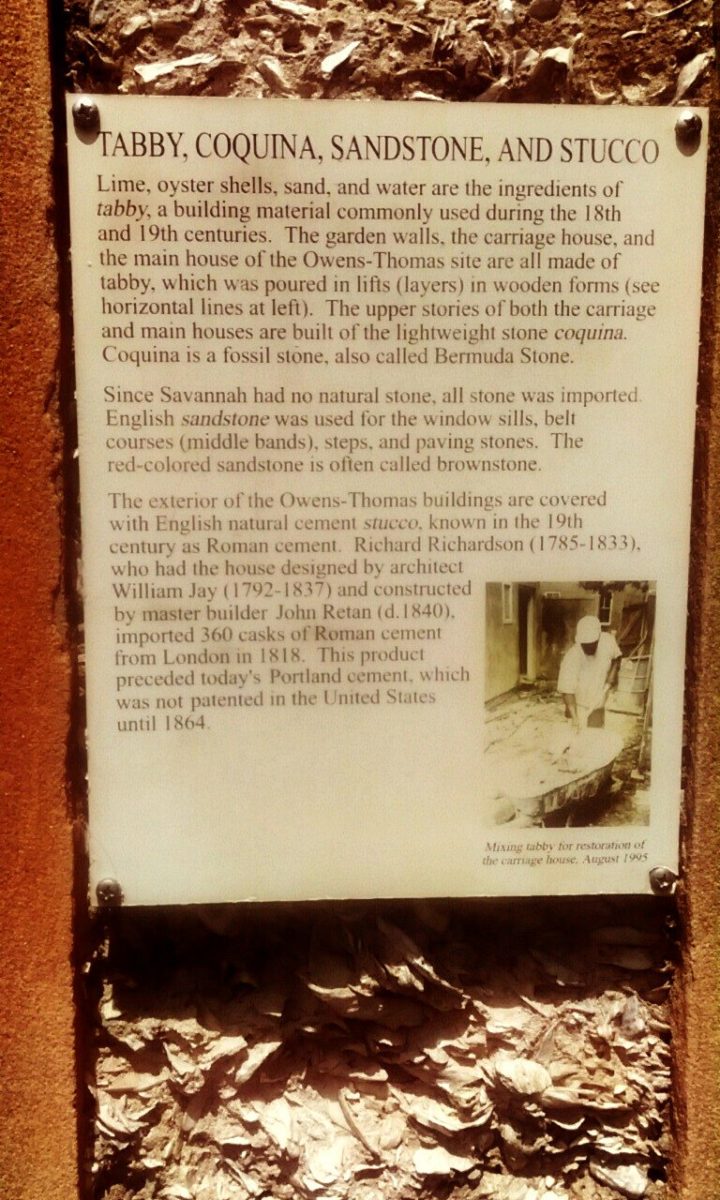 TABBY, COQUINA, SANDSTONE, AND STUCCO
Lime, oyster shells, sand, and water are the ingredients of
tabby, a building material commonly used during the 18th
and 19th centuries. The garden walls, the carriage house, and
the main house of the Owens-Thomas site are all made of
tabby, which was poured in lifts (layers) in wooden forms (see
horizontal lines at left). The upper stories of both the carriage
and main houses are built of the lightweight stone coquina.
Coquina is a fossil stone, also called Bermuda Stone.
Since Savannah had no natural stone, all stone was imported.
English sandstone was used for the window sills, belt
courses (middle bands), steps, and paving stones. The
red-colored sandstone is often called brownstone.
The exterior of the Owens-Thomas buildings are covered
with English natural cement stucco, known in the 19th
century as Roman cement. Richard Richardson (1785-1833),
who had the house designed by architect
William Jay (1792-1837) and constructed
by master builder John Retan (d.1840),
imported 360 casks of Roman cement
from London in 1818. This product
preceded today's Portland cement, which
was not patented in the United States
until 1864.
Mixing tabby for restoration of
the carriage house, August 1995